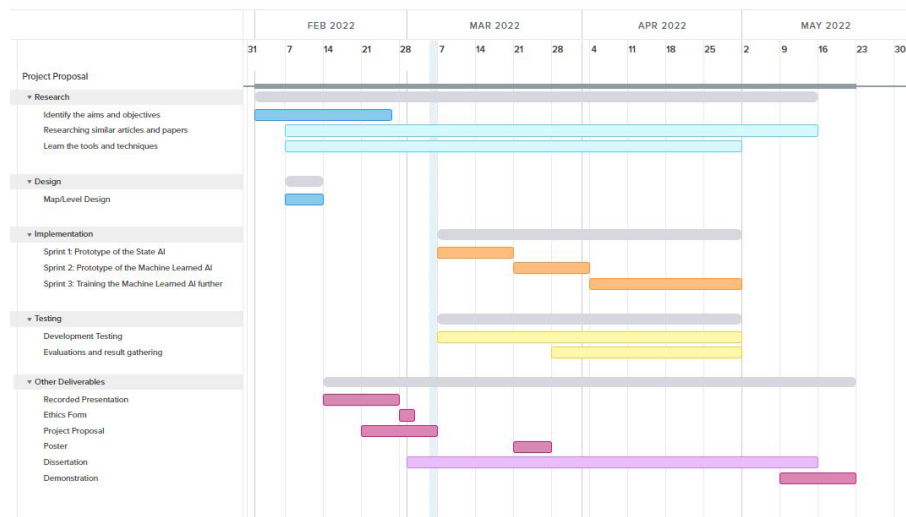 FEB 2022 MAR 2022 APR 2022 MAY 2022
31 7 14 21 28 7 14 21 28 4 11 18 25 2 9 16 23 30
Project Proposal
Research
Identify the aims and objectives
Researching similar articles and papers
Learn the tools and techniques
Design
Map/Level Design
Implementation
Sprint 1: Prototype of the State AI
Sprint 2: Prototype of the Machine Learned AI
Sprint 3: Training the Machine Learned AI further
Testing
Development Testing
Evaluations and result gathering
Other Deliverables
Recorded Presentation
Ethics Form
Project Proposal
Poster
Dissertation
Demonstration